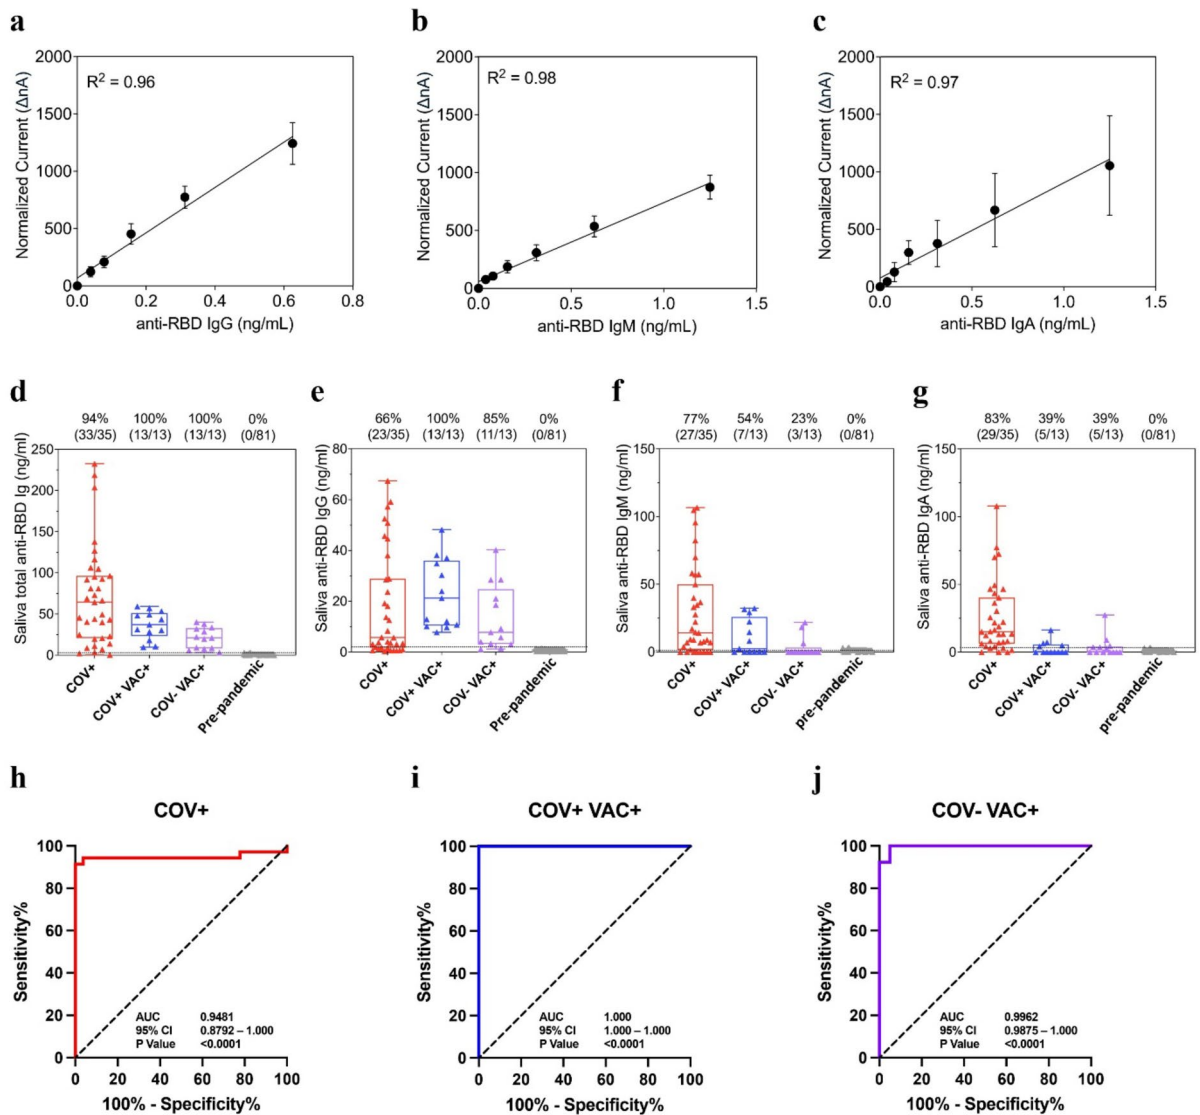 a
b
c
2000
1500
1000
500
0
Normalized Current (ΔnA)
R² = 0.96
0.0 0.2 0.4 0.6 0.8
anti-RBD IgG (ng/mL)
2000
1500
1000
500
0
Normalized Current (ΔnA)
R² = 0.98
0.0 0.5 1.0 1.5
anti-RBD IgM (ng/mL)
2000
1500
1000
500
0
Normalized Current (ΔnA)
R² = 0.97
0.0 0.5 1.0 1.5
anti-RBD IgA (ng/mL)
d
94% 100% 100% 0%
(33/35) (13/13) (13/13) (0/81)
250
200
150
100
50
0
Saliva total anti-RBD Ig (ng/ml)
COV+ COV+ VAC+ COV- VAC+ Pre-pandemic
e
66% 100% 85% 0%
(23/35) (13/13) (11/13) (0/81)
80
60
40
20
0
Saliva anti-RBD IgG (ng/ml)
COV+ COV+ VAC+ COV- VAC+ Pre-pandemic
f
77% 54% 23% 0%
(27/35) (7/13) (3/13) (0/81)
150
100
50
0
Saliva anti-RBD IgM (ng/ml)
COV+ COV+ VAC+ COV- VAC+ pre-pandemic
g
83% 39% 39% 0%
(29/35) (5/13) (5/13) (0/81)
150
100
50
0
Saliva anti-RBD IgA (ng/ml)
COV+ COV+ VAC+ COV- VAC+ pre-pandemic
h
COV+
100
80
60
40
20
0
Sensitivity%
AUC 0.9481
95% CI 0.8792 – 1.000
P Value <0.0001
0 20 40 60 80 100
100% - Specificity%
i
COV+ VAC+
100
80
60
40
20
0
Sensitivity%
AUC 1.000
95% CI 1.000 – 1.000
P Value <0.0001
0 20 40 60 80 100
100% - Specificity%
j
COV- VAC+
100
80
60
40
20
0
Sensitivity%
AUC 0.9962
95% CI 0.9875 – 1.000
P Value <0.0001
0 20 40 60 80 100
100% - Specificity%